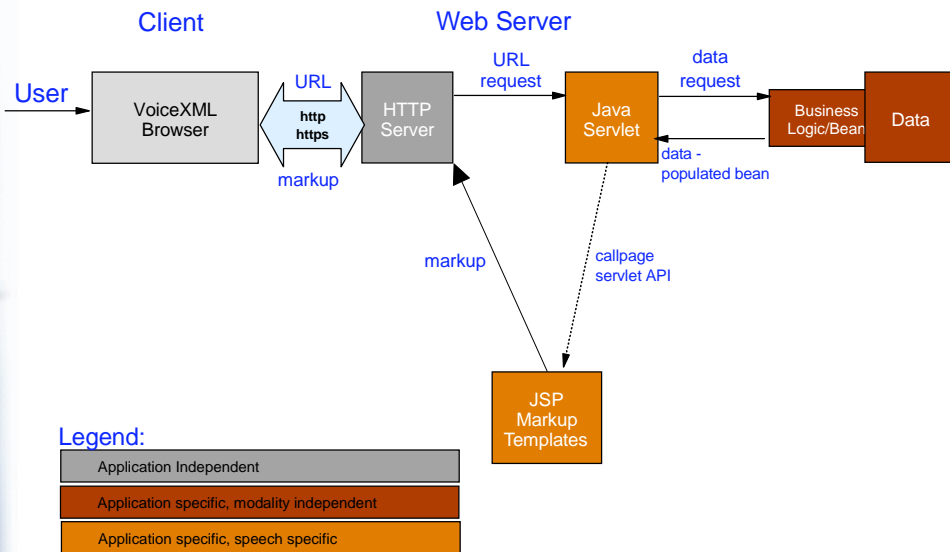 Client
Web Server
User
VoiceXML
Browser
URL
http
https
markup
HTTP
Server
URL
request
Java
Servlet
data
request
Business
Logic/Bean
Data
data -
populated bean
markup
callpage
servlet API
JSP
Markup
Templates
Legend:
Application Independent
Application specific, modality independent
Application specific, speech specific